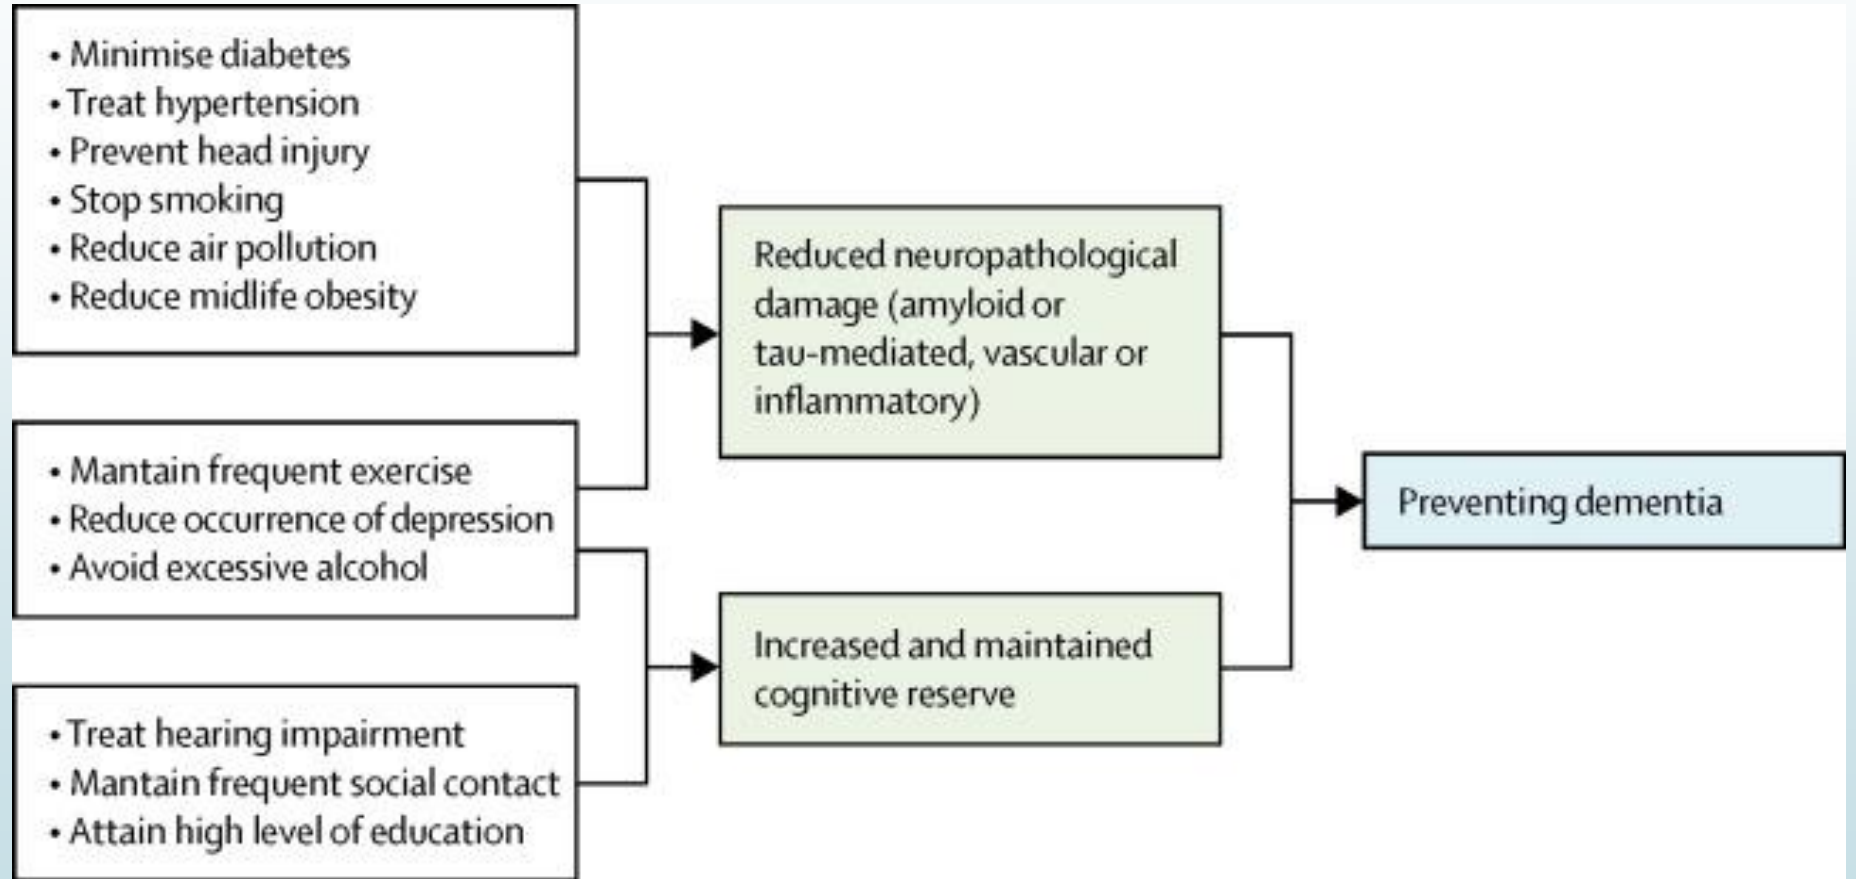 • Minimise diabetes
• Treat hypertension
• Prevent head injury
• Stop smoking
• Reduce air pollution
• Reduce midlife obesity
• Mantain frequent exercise
• Reduce occurrence of depression
• Avoid excessive alcohol
• Treat hearing impairment
• Mantain frequent social contact
• Attain high level of education
Reduced neuropathological
damage (amyloid or
tau-mediated, vascular or
inflammatory)
Increased and maintained
cognitive reserve
Preventing dementia